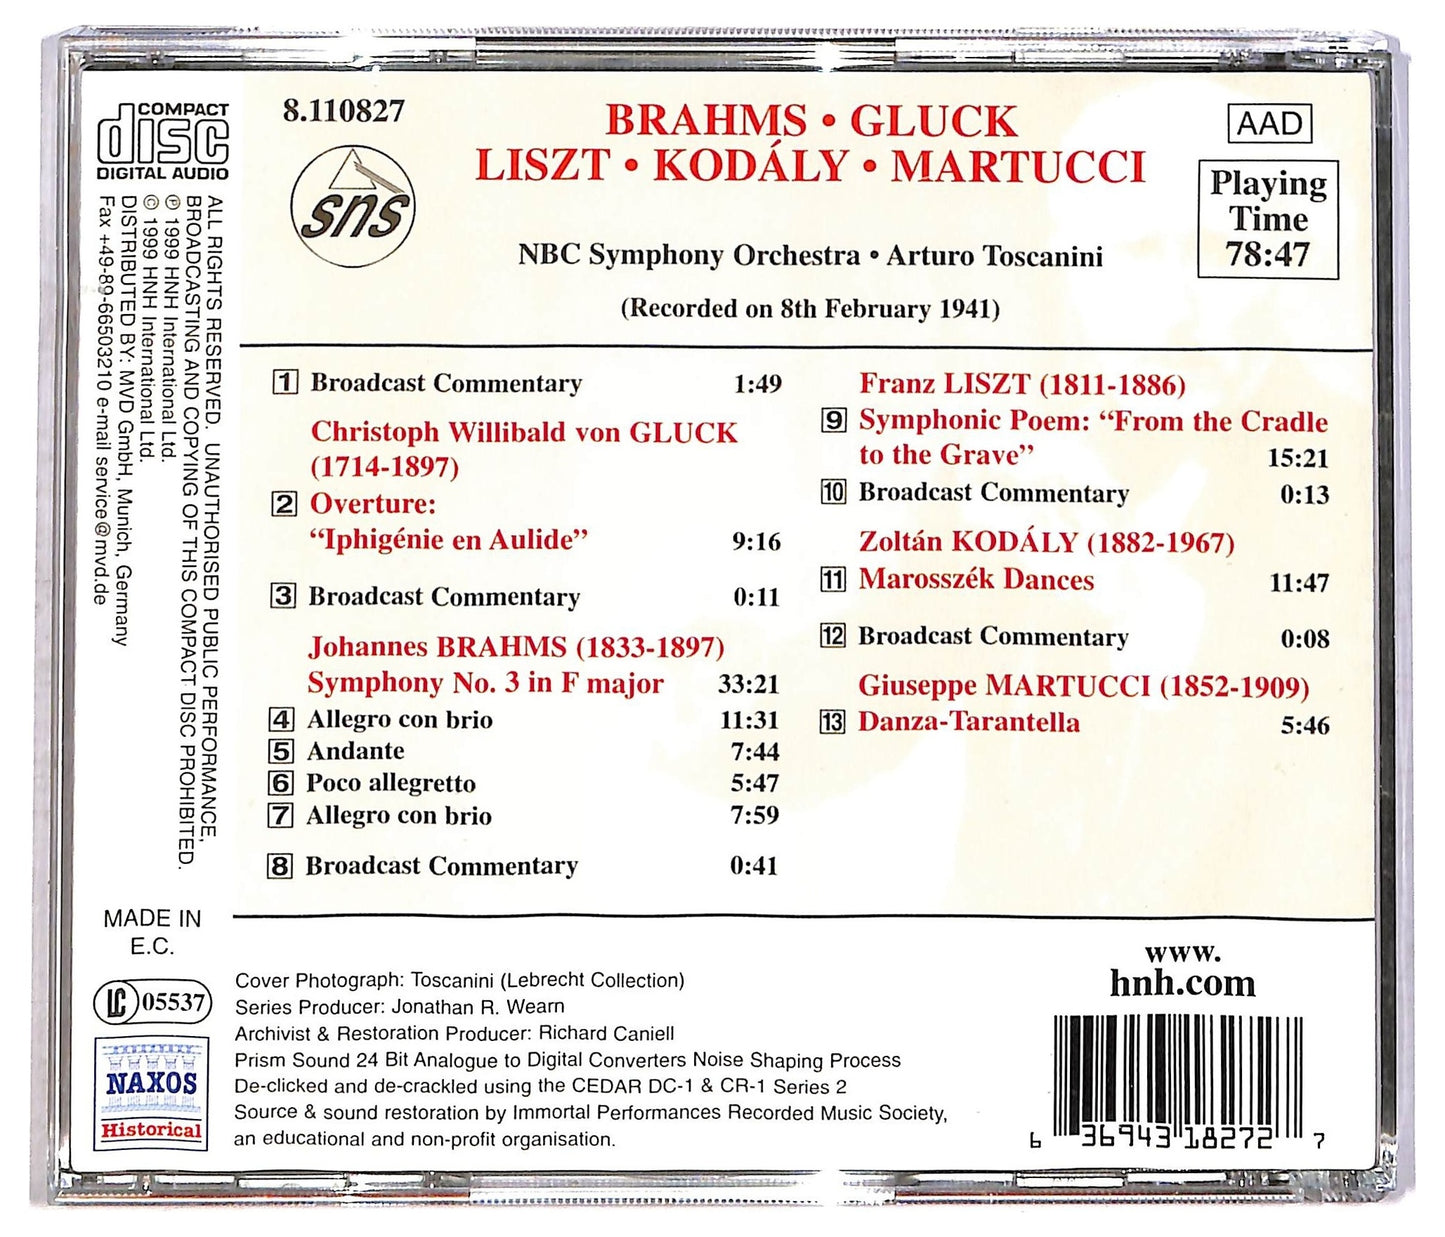 COMPACT
disc
DIGITAL AUDIO
8.110827
sns
BRAHMS • GLUCK
LISZT • KODÁLY • MARTUCCI
NBC Symphony Orchestra • Arturo Toscanini
(Recorded on 8th February 1941)
AAD
Playing
Time
78:47
ALL RIGHTS RESERVED. UNAUTHORISED PUBLIC PERFORMANCE,
BROADCASTING AND COPYING OF THIS COMPACT DISC PROHIBITED.
℗ 1999 HNH International Ltd.
© 1999 HNH International Ltd.
DISTRIBUTED BY: MVD GmbH, Munich, Germany
Fax +49-89-66503210 e-mail service@mvd.de
1 Broadcast Commentary 1:49
Christoph Willibald von GLUCK
(1714-1897)
2 Overture:
“Iphigénie en Aulide” 9:16
3 Broadcast Commentary 0:11
Johannes BRAHMS (1833-1897)
Symphony No. 3 in F major 33:21
4 Allegro con brio 11:31
5 Andante 7:44
6 Poco allegretto 5:47
7 Allegro con brio 7:59
8 Broadcast Commentary 0:41
Franz LISZT (1811-1886)
9 Symphonic Poem: “From the Cradle
to the Grave” 15:21
10 Broadcast Commentary 0:13
Zoltán KODÁLY (1882-1967)
11 Marosszék Dances 11:47
12 Broadcast Commentary 0:08
Giuseppe MARTUCCI (1852-1909)
13 Danza-Tarantella 5:46
MADE IN
E.C.
LC 05537
NAXOS
Historical
Cover Photograph: Toscanini (Lebrecht Collection)
Series Producer: Jonathan R. Wearn
Archivist & Restoration Producer: Richard Caniell
Prism Sound 24 Bit Analogue to Digital Converters Noise Shaping Process
De-clicked and de-crackled using the CEDAR DC-1 & CR-1 Series 2
Source & sound restoration by Immortal Performances Recorded Music Society,
an educational and non-profit organisation.
www.
hnh.com
6 36943 18272 7